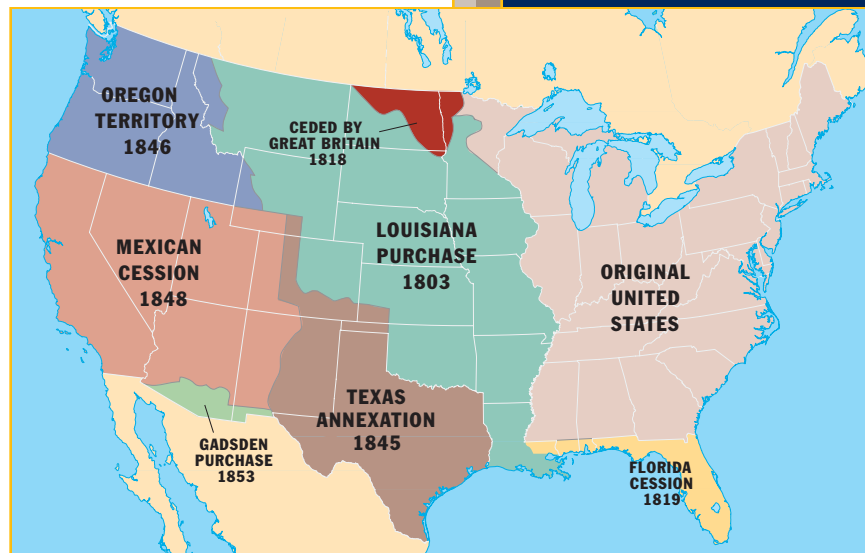 OREGON
TERRITORY
1846
CEDED BY
GREAT BRITAIN
1818
LOUISIANA
PURCHASE
1803
MEXICAN
CESSION
1848
ORIGINAL
UNITED
STATES
TEXAS
ANNEXATION
1845
GADSDEN
PURCHASE
1853
FLORIDA
CESSION
1819